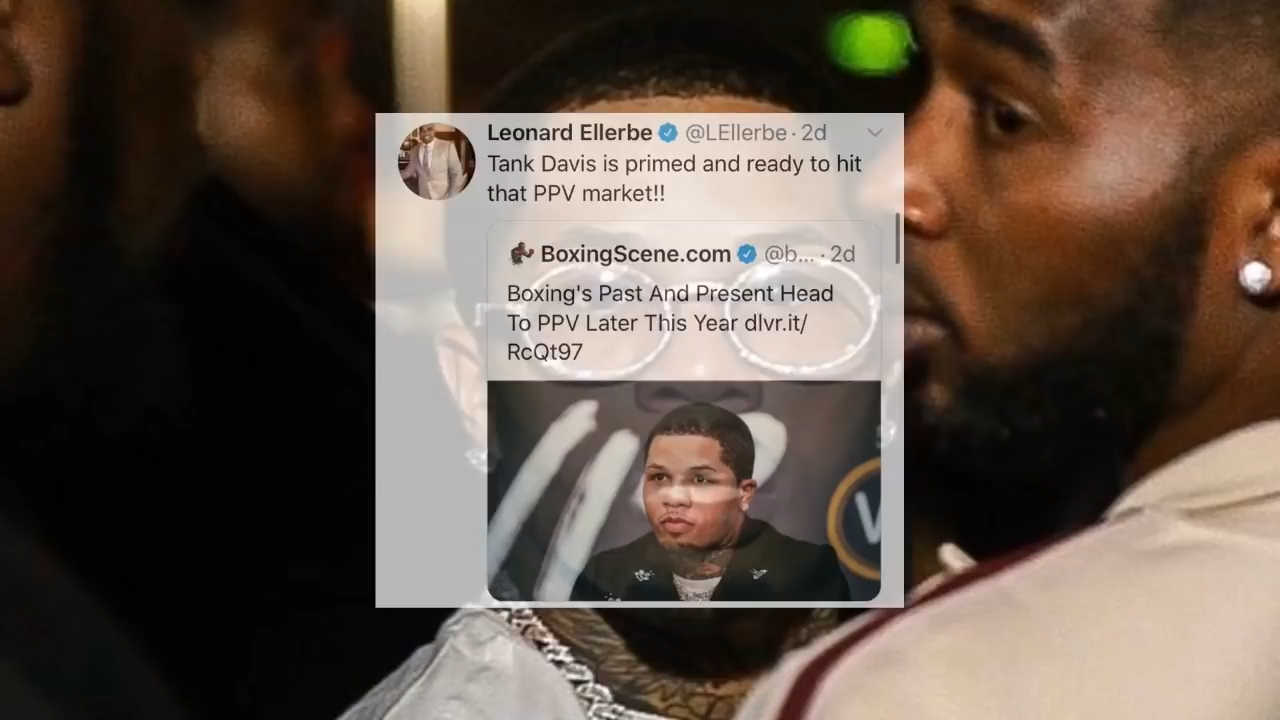 Leonard Ellerbe @LEllerbe · 2d
Tank Davis is primed and ready to hit
that PPV market!!
BoxingScene.com @b... · 2d
Boxing's Past And Present Head
To PPV Later This Year dlvr.it/
RcQt97